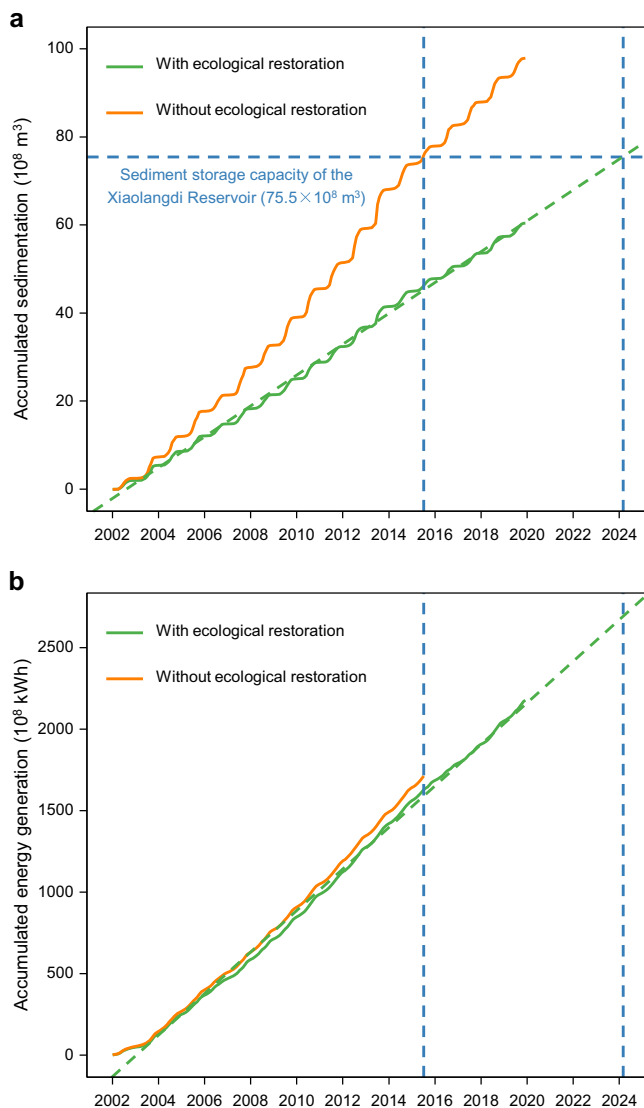 a
Accumulated sedimentation (10⁸ m³)
100
80
60
40
20
0
With ecological restoration
Without ecological restoration
Sediment storage capacity of the
Xiaolangdi Reservoir (75.5×10⁸ m³)
2002 2004 2006 2008 2010 2012 2014 2016 2018 2020 2022 2024
b
Accumulated energy generation (10⁸ kWh)
2500
2000
1500
1000
500
0
With ecological restoration
Without ecological restoration
2002 2004 2006 2008 2010 2012 2014 2016 2018 2020 2022 2024